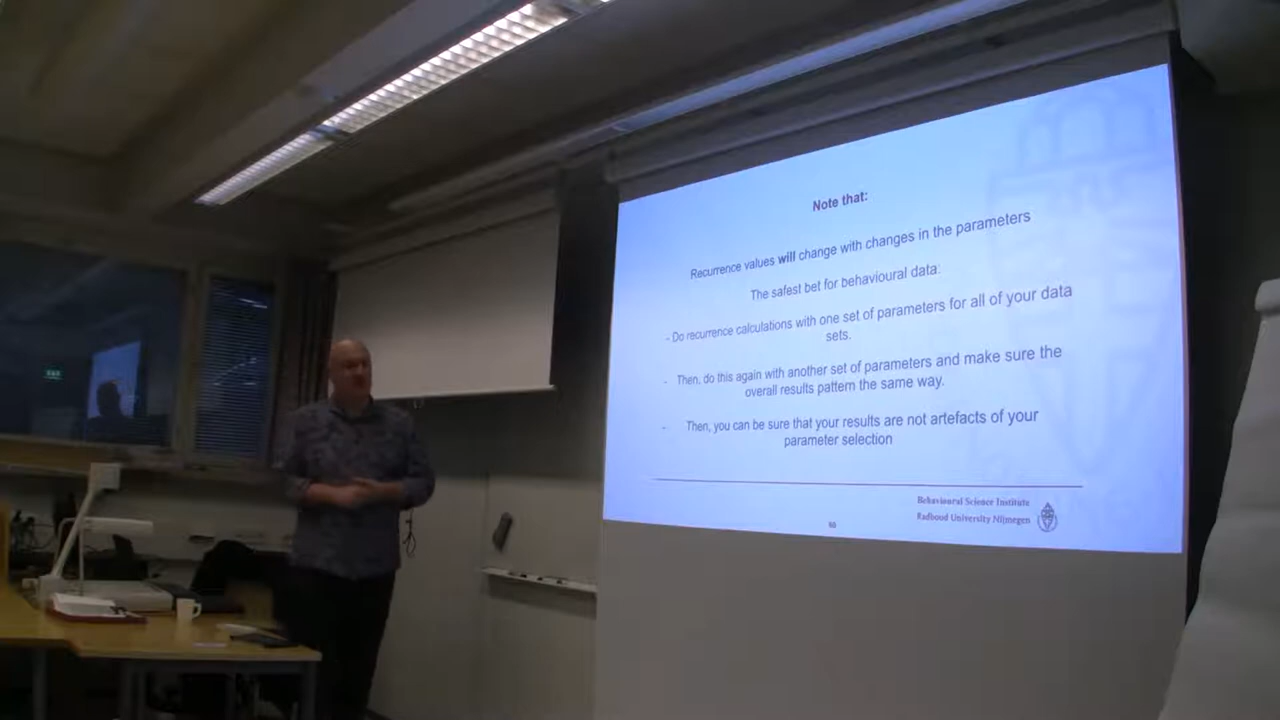 Note that:
Recurrence values will change with changes in the parameters
The safest bet for behavioural data:
- Do recurrence calculations with one set of parameters for all of your data
sets.
- Then, do this again with another set of parameters and make sure the
overall results pattern the same way.
- Then, you can be sure that your results are not artefacts of your
parameter selection
Behavioural Science Institute
Radboud University Nijmegen